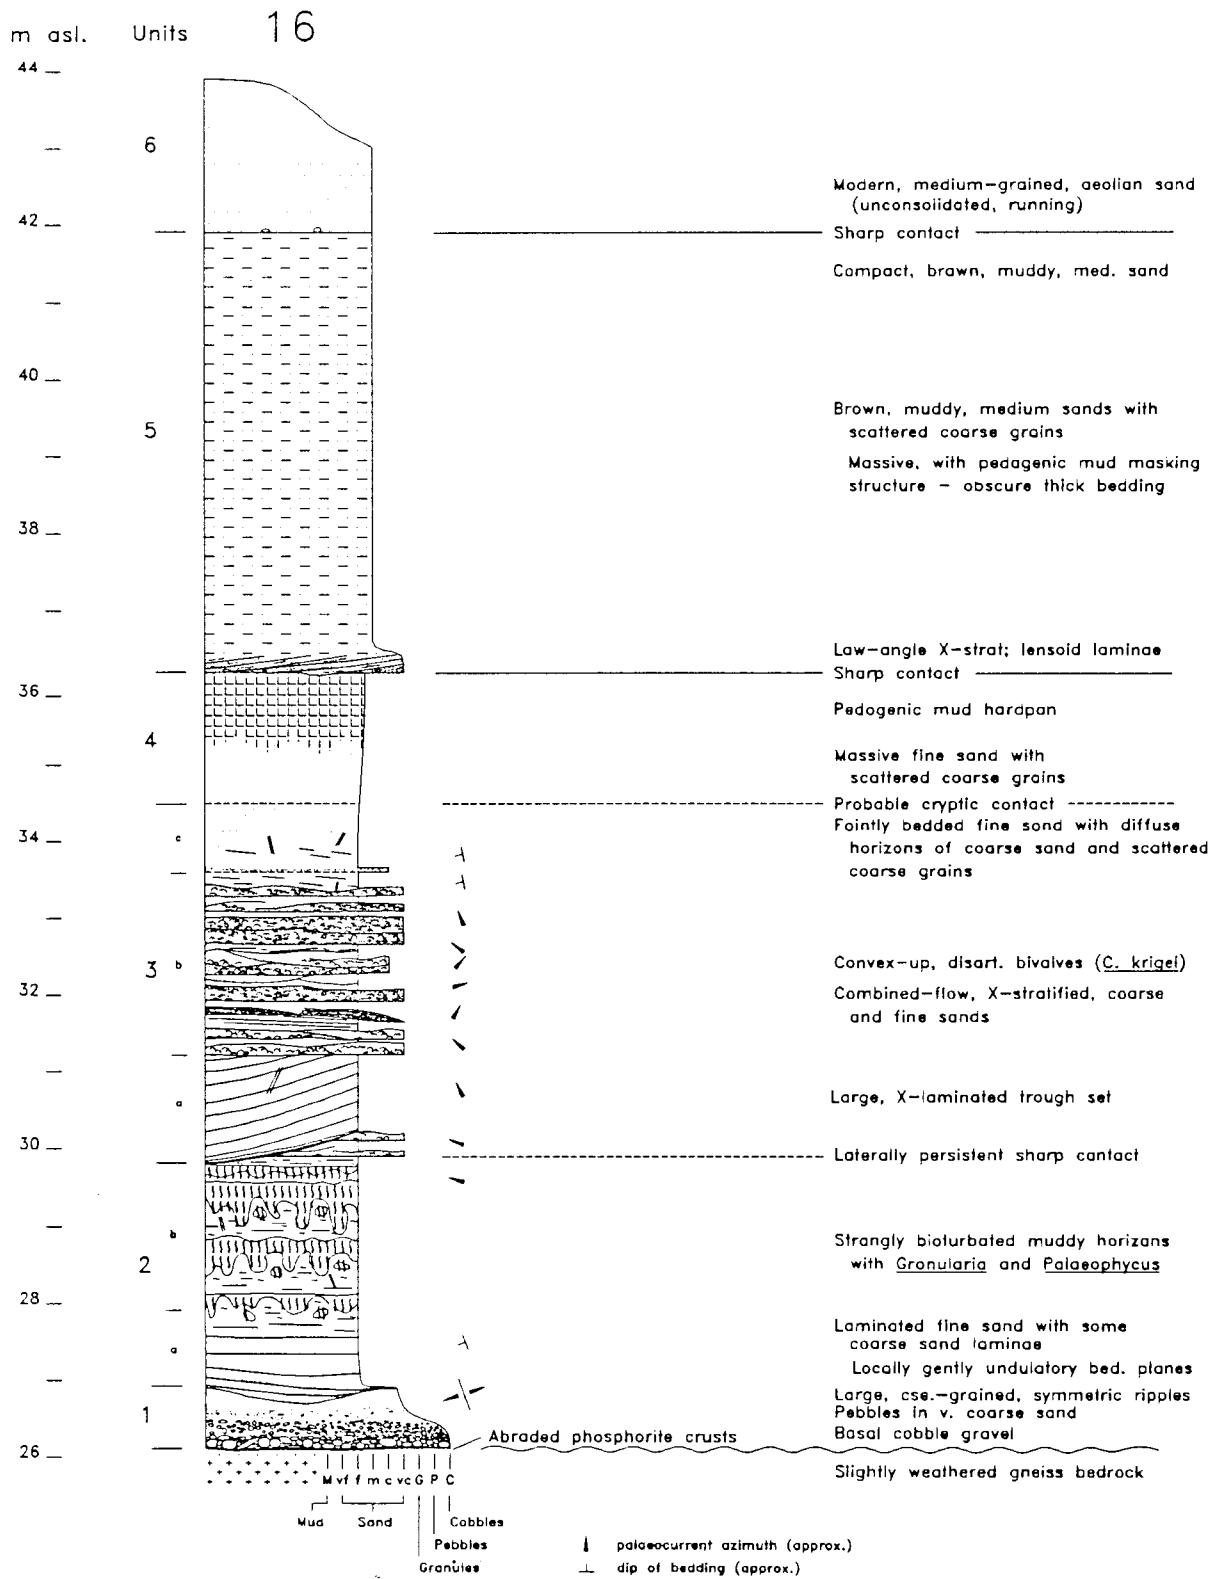 m asl. Units 16
44
6
Modern, medium-grained, aeolian sand
(unconsolidated, running)
42
Sharp contact
Compact, brown, muddy, med. sand
40
5
Brown, muddy, medium sands with
scattered coarse grains
Massive, with pedagenic mud masking
structure - obscure thick bedding
38
Law-angle X-strat; lensoid laminae
Sharp contact
36
Pedogenic mud hardpan
4
Massive fine sand with
scattered coarse grains
Probable cryptic contact
34
c
Fointly bedded fine sond with diffuse
horizons of coarse sand and scattered
coarse grains
3
b
Convex-up, disart. bivalves (C. krigei)
32
Combined-flow, X-stratified, coarse
and fine sands
a
Large, X-laminated trough set
30
Laterally persistent sharp cantact
b
2
Strangly bioturbated muddy horizans
with Gronularia and Palaeophycus
28
a
Laminated fine sand with some
coarse sand laminae
Locally gently undulatory bed. planes
1
Large, cse.-grained, symmetric ripples
Pebbles in v. coarse sand
Abraded phosphorite crusts
Basal cobble gravel
26
Slightly weathered gneiss bedrock
M vf f m c vc G P C
Mud Sand Cobbles
Pebbles
Granules
palaeocurrent azimuth (approx.)
dip of bedding (approx.)